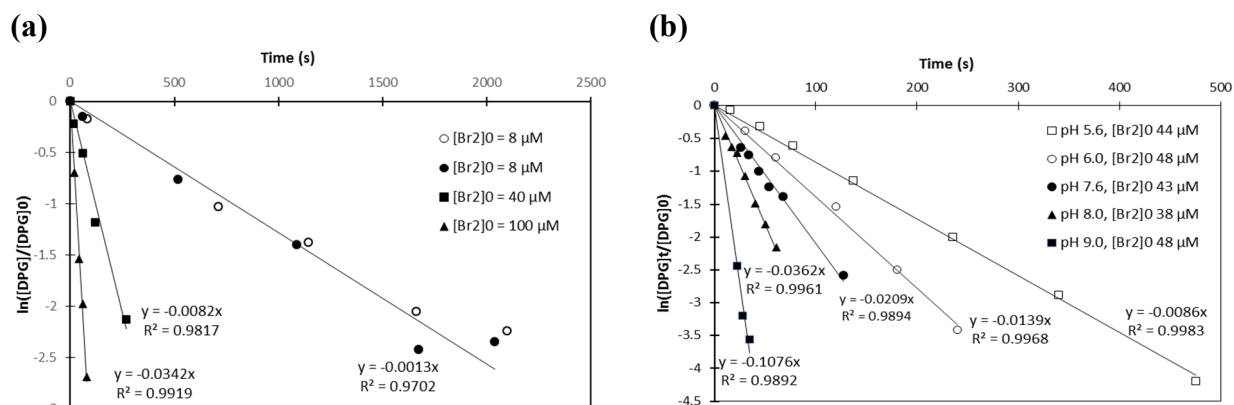 (a)
Time (s)
0 500 1000 1500 2000 2500
0
-0.5
-1
-1.5
-2
-2.5
ln([DPG]/[DPG]0)
[Br2]0 = 8 µM
[Br2]0 = 8 µM
[Br2]0 = 40 µM
[Br2]0 = 100 µM
y = -0.0082x
R² = 0.9817
y = -0.0342x
R² = 0.9919
y = -0.0013x
R² = 0.9702
(b)
Time (s)
0 100 200 300 400 500
0
-0.5
-1
-1.5
-2
-2.5
-3
-3.5
-4
-4.5
ln([DPG]t/[DPG]0)
pH 5.6, [Br2]0 44 µM
pH 6.0, [Br2]0 48 µM
pH 7.6, [Br2]0 43 µM
pH 8.0, [Br2]0 38 µM
pH 9.0, [Br2]0 48 µM
y = -0.0362x
R² = 0.9961
y = -0.0209x
R² = 0.9894
y = -0.0139x
R² = 0.9968
y = -0.0086x
R² = 0.9983
y = -0.1076x
R² = 0.9892